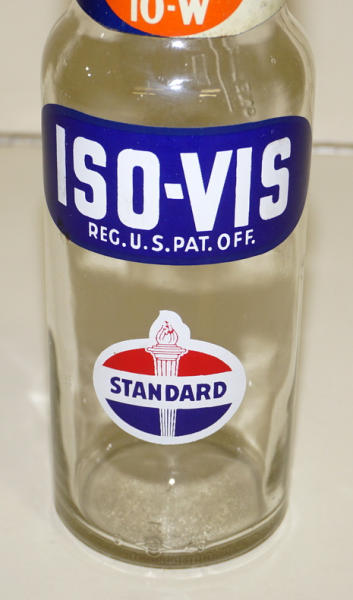 10-W
ISO-VIS
REG. U.S. PAT. OFF.
STANDARD